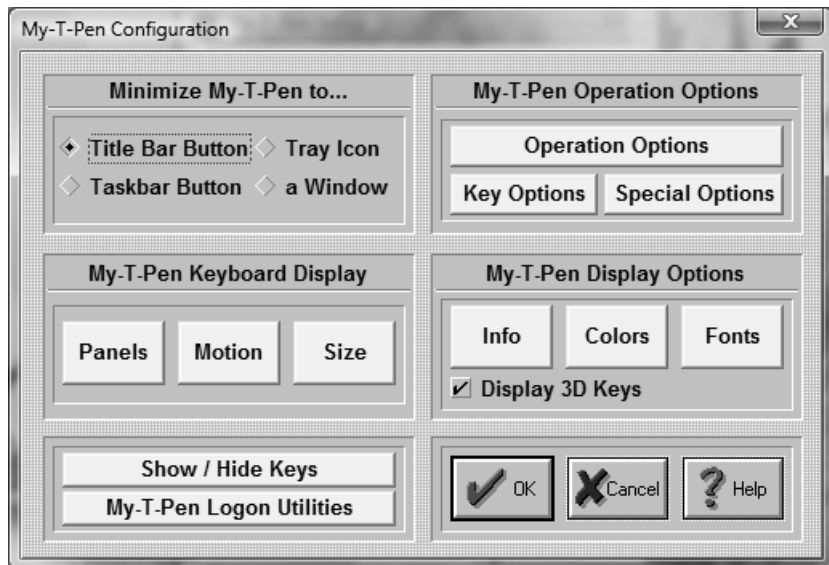 My-T-Pen Configuration
Minimize My-T-Pen to...
Title Bar Button
Tray Icon
Taskbar Button
a Window
My-T-Pen Operation Options
Operation Options
Key Options
Special Options
My-T-Pen Keyboard Display
Panels
Motion
Size
My-T-Pen Display Options
Info
Colors
Fonts
Display 3D Keys
Show / Hide Keys
My-T-Pen Logon Utilities
OK
Cancel
Help